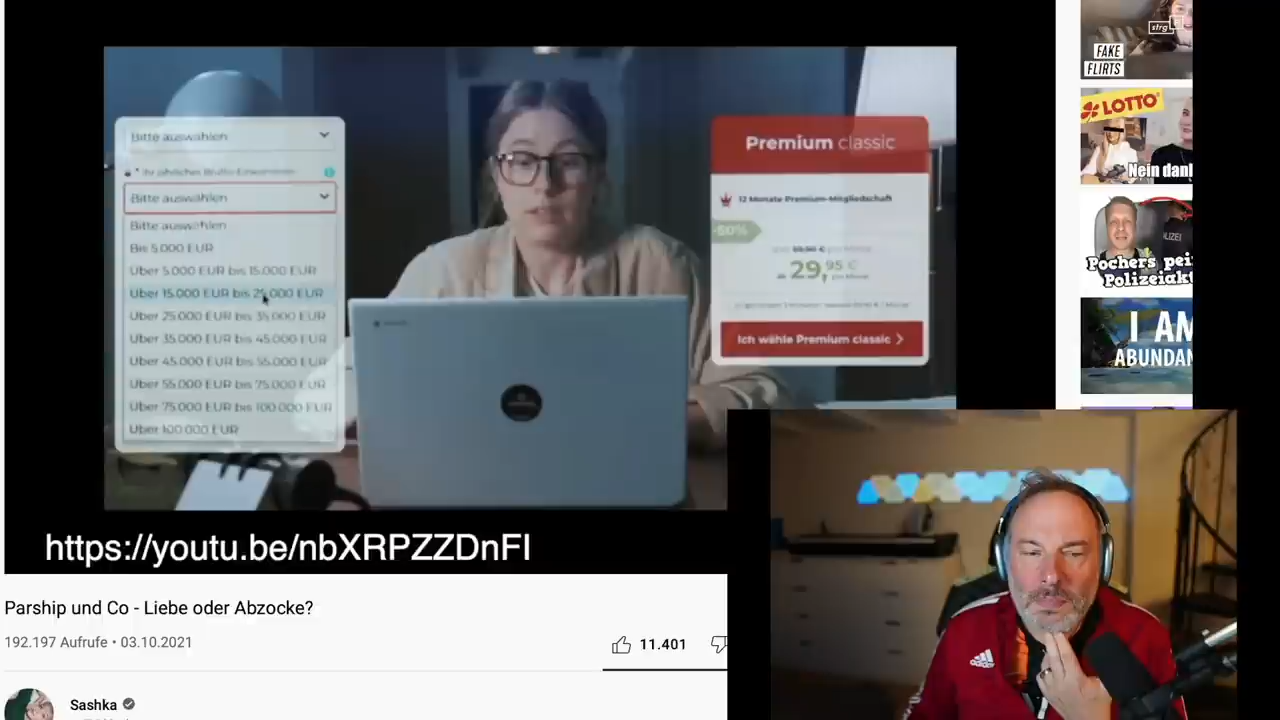 Bitte auswählen
Bitte auswählen
Bitte auswählen
Bis 5.000 EUR
Über 5.000 EUR bis 15.000 EUR
Über 15.000 EUR bis 25.000 EUR
Über 25.000 EUR bis 35.000 EUR
Über 35.000 EUR bis 45.000 EUR
Über 45.000 EUR bis 55.000 EUR
Über 55.000 EUR bis 75.000 EUR
Über 75.000 EUR bis 100.000 EUR
Über 100.000 EUR
Premium classic
12 Monate Premium-Mitgliedschaft
-50%
29,95 €
Ich wähle Premium classic
strg
FAKE
FLIRTS
LOTTO
Nein dan
POLIZEI
Pochers pei
Polizeiakt
I AM
ABUNDAN
https://youtu.be/nbXRPZZDnFI
Parship und Co - Liebe oder Abzocke?
192.197 Aufrufe • 03.10.2021
11.401
Sashka
adidas